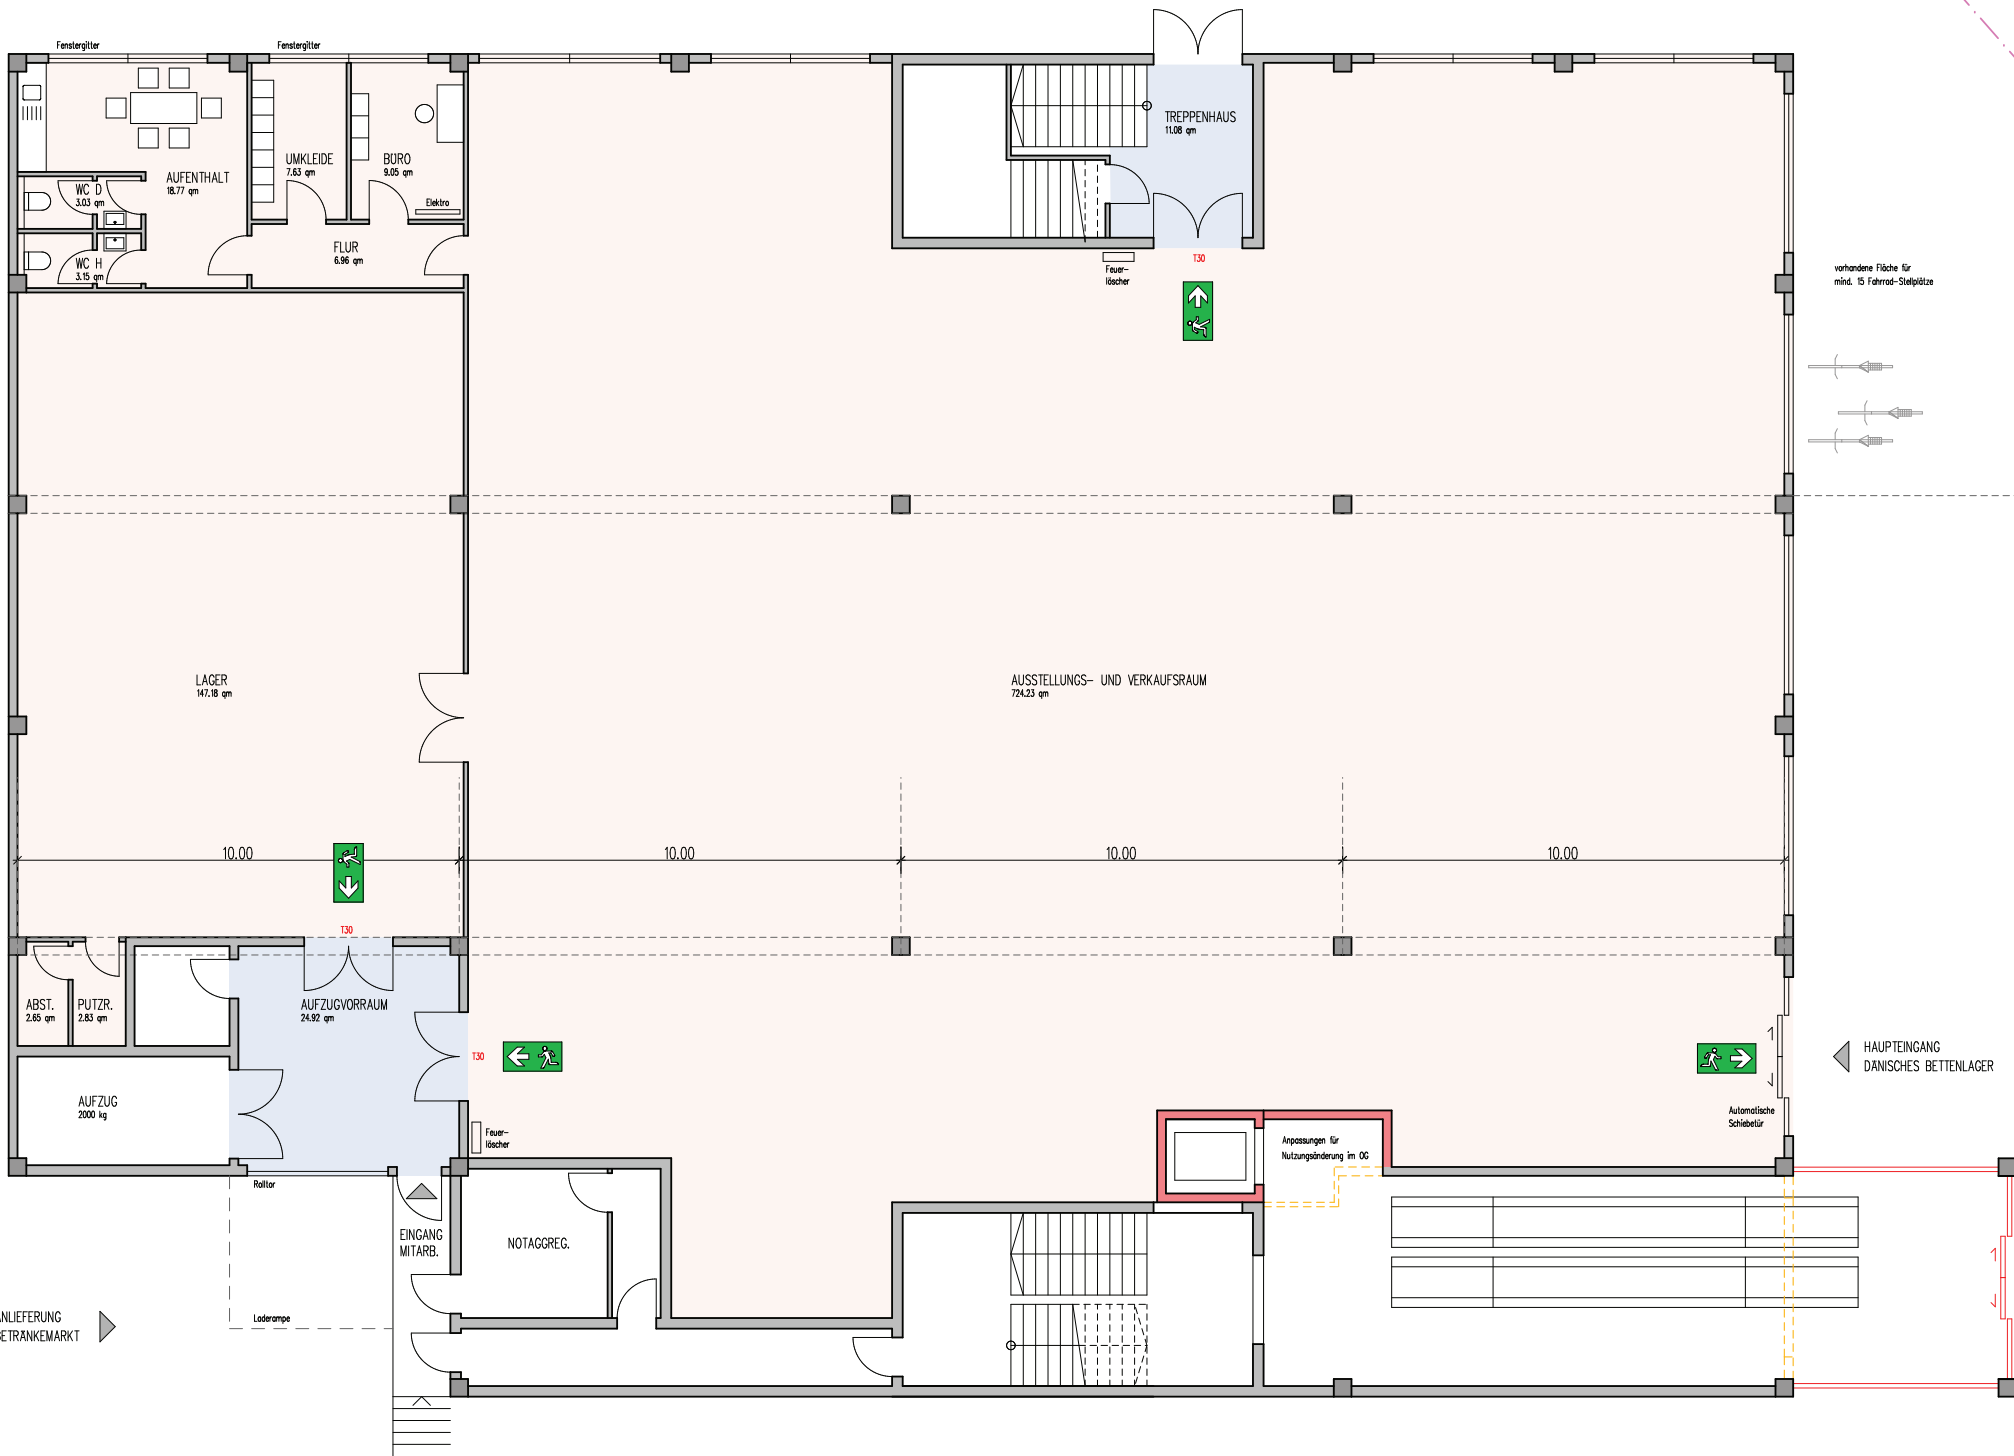 Fenstergitter
Fenstergitter
TREPPENHAUS
11.08 qm
UMKLEIDE
7.63 qm
BÜRO
9.05 qm
AUFENTHALT
18.77 qm
WC D
3.03 qm
Elektro
FLUR
6.96 qm
WC H
3.15 qm
T30
Feuer-
löscher
vorhandene Fläche für
mind. 15 Fahrrad-Stellplätze
LAGER
147.18 qm
AUSSTELLUNGS- UND VERKAUFSRAUM
724.23 qm
10.00
10.00
10.00
10.00
T30
ABST.
2.65 qm
PUTZR.
2.83 qm
AUFZUGVORRAUM
24.92 qm
T30
HAUPTEINGANG
DÄNISCHES BETTENLAGER
AUFZUG
2000 kg
Feuer-
löscher
Automatische
Schiebetür
Anpassungen für
Nutzungsänderung im OG
Rolltor
EINGANG
MITARB.
NOTAGGREG.
Laderampe
ANLIEFERUNG
GETRÄNKEMARKT